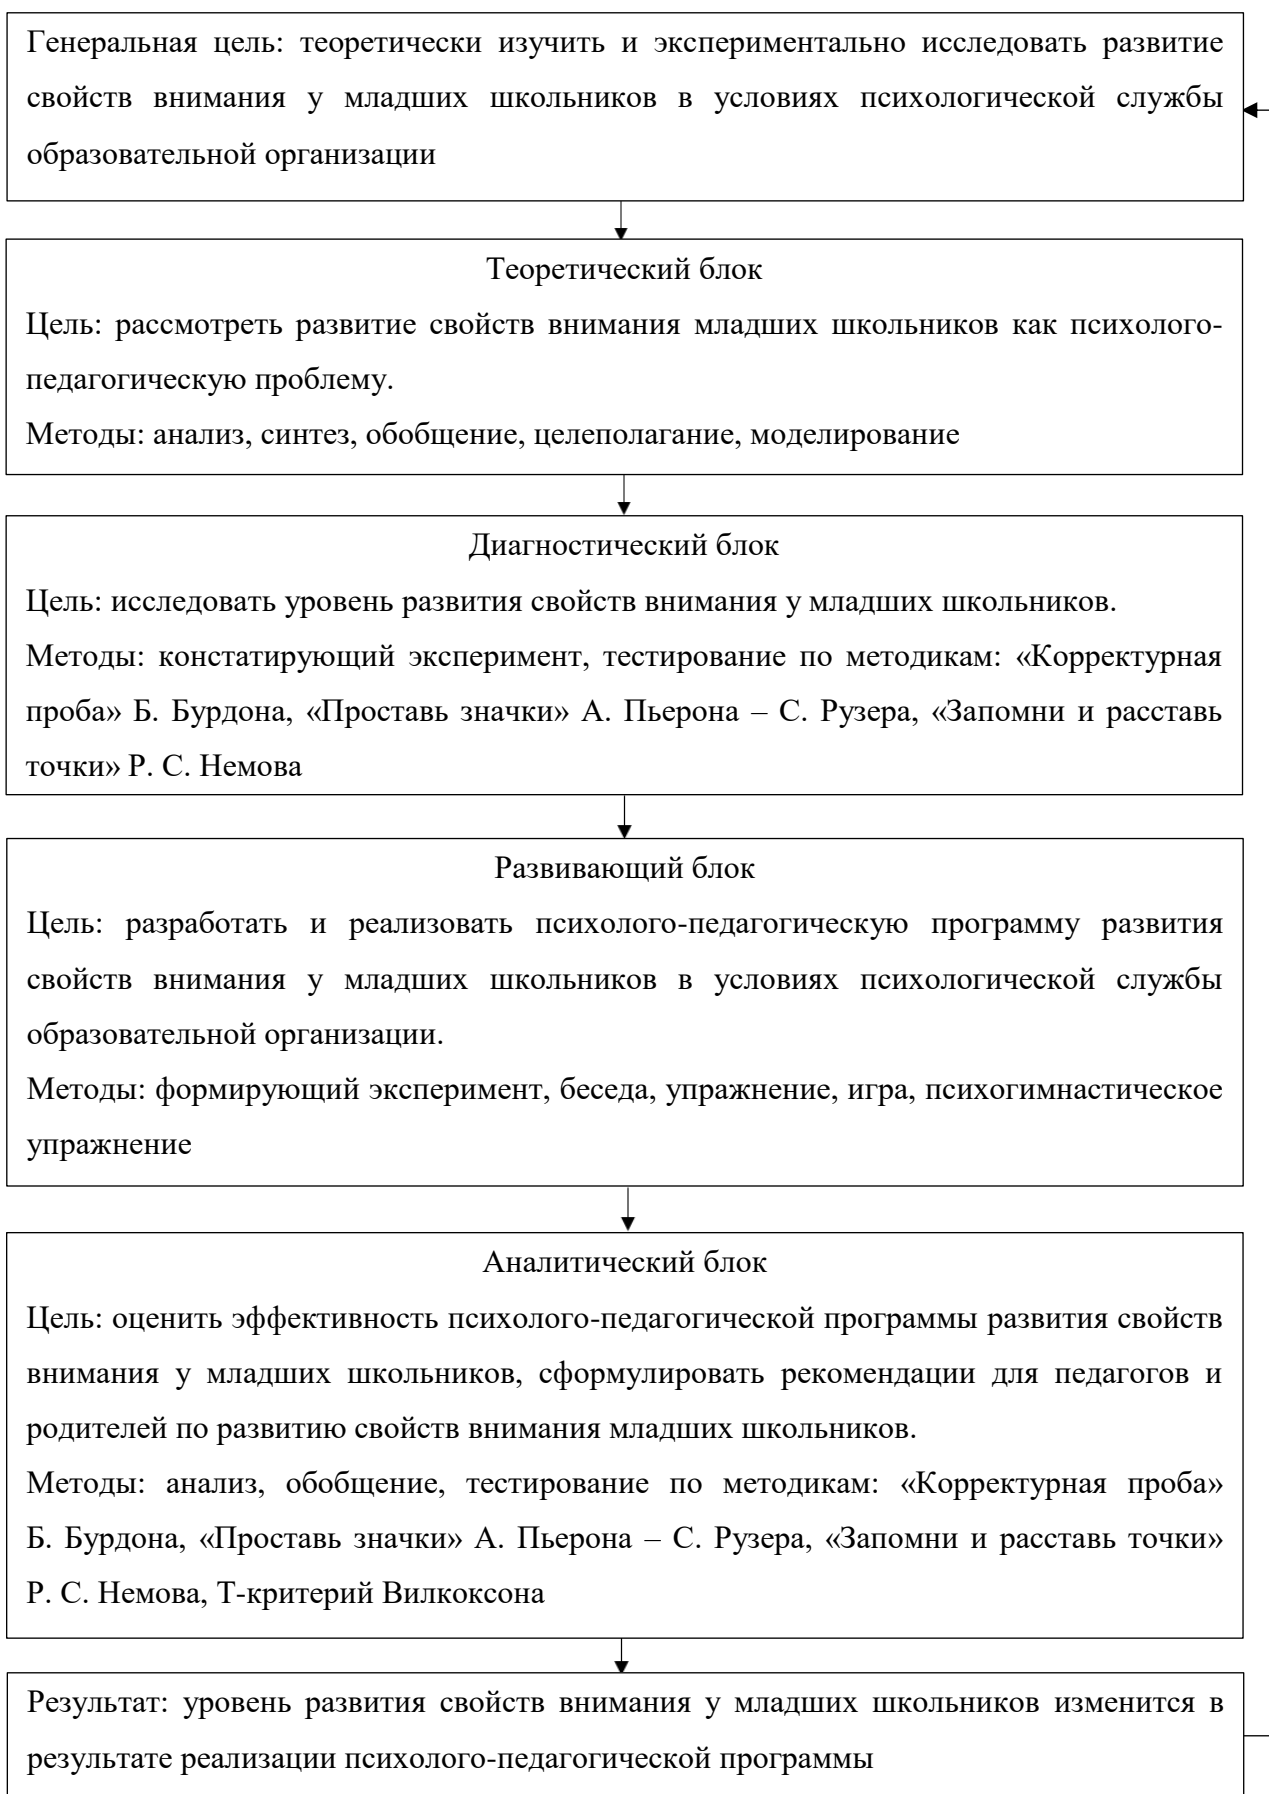 Генеральная цель: теоретически изучить и экспериментально исследовать развитие
свойств внимания у младших школьников в условиях психологической службы
образовательной организации
Теоретический блок
Цель: рассмотреть развитие свойств внимания младших школьников как психолого-
педагогическую проблему.
Методы: анализ, синтез, обобщение, целеполагание, моделирование
Диагностический блок
Цель: исследовать уровень развития свойств внимания у младших школьников.
Методы: констатирующий эксперимент, тестирование по методикам: «Корректурная
проба» Б. Бурдона, «Проставь значки» А. Пьерона – С. Рузера, «Запомни и расставь
точки» Р. С. Немова
Развивающий блок
Цель: разработать и реализовать психолого-педагогическую программу развития
свойств внимания у младших школьников в условиях психологической службы
образовательной организации.
Методы: формирующий эксперимент, беседа, упражнение, игра, психогимнастическое
упражнение
Аналитический блок
Цель: оценить эффективность психолого-педагогической программы развития свойств
внимания у младших школьников, сформулировать рекомендации для педагогов и
родителей по развитию свойств внимания младших школьников.
Методы: анализ, обобщение, тестирование по методикам: «Корректурная проба»
Б. Бурдона, «Проставь значки» А. Пьерона – С. Рузера, «Запомни и расставь точки»
Р. С. Немова, Т-критерий Вилкоксона
Результат: уровень развития свойств внимания у младших школьников изменится в
результате реализации психолого-педагогической программы